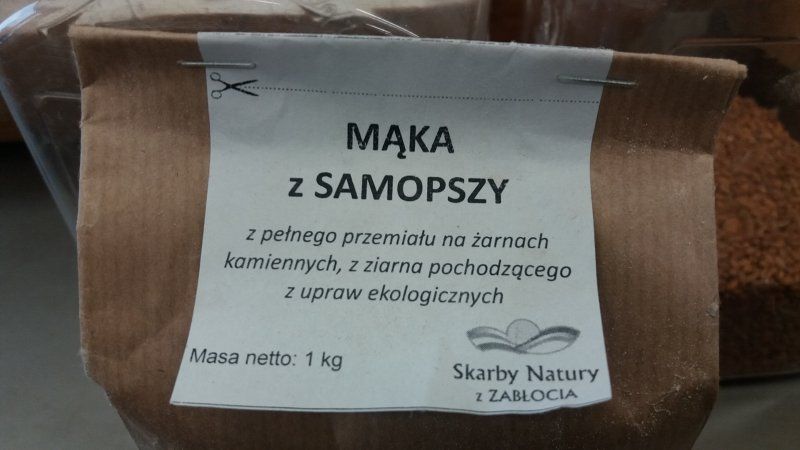 MĄKA
z SAMOPSZY
z pełnego przemiału na żarnach
kamiennych, z ziarna pochodzącego
z upraw ekologicznych
Masa netto: 1 kg
Skarby Natury
z ZABŁOCIA